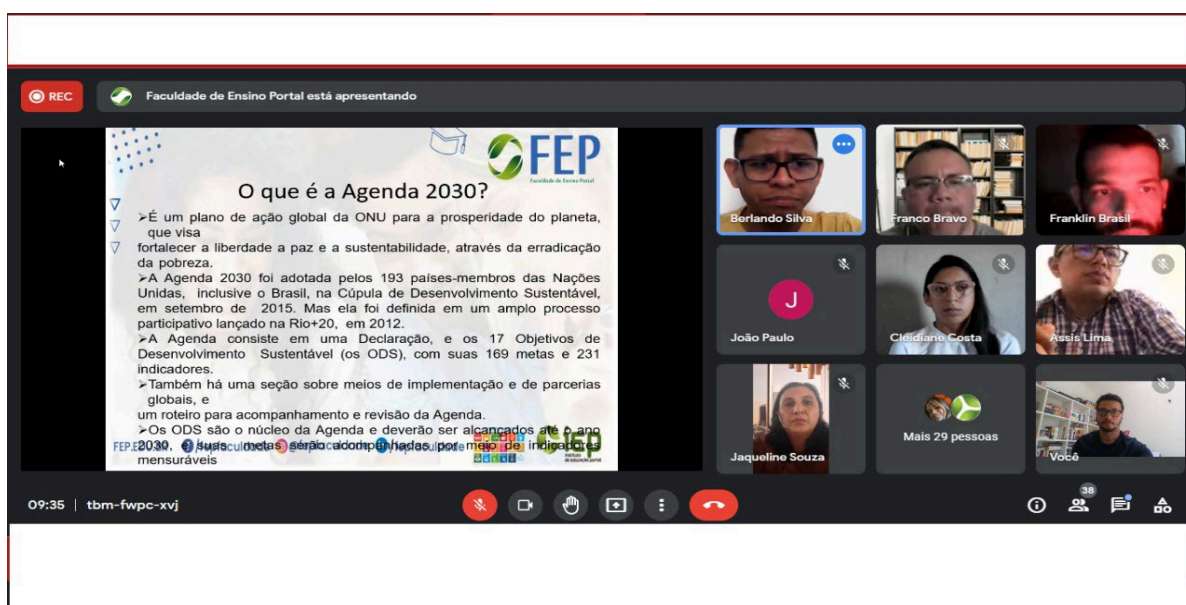 REC
Faculdade de Ensino Portal está apresentando
FEP
Faculdade de Ensino Portal
O que é a Agenda 2030?
➢É um plano de ação global da ONU para a prosperidade do planeta,
que visa
fortalecer a liberdade a paz e a sustentabilidade, através da erradicação
da pobreza.
➢A Agenda 2030 foi adotada pelos 193 países-membros das Nações
Unidas, inclusive o Brasil, na Cúpula de Desenvolvimento Sustentável,
em setembro de 2015. Mas ela foi definida em um amplo processo
participativo lançado na Rio+20, em 2012.
➢A Agenda consiste em uma Declaração, e os 17 Objetivos de
Desenvolvimento Sustentável (os ODS), com suas 169 metas e 231
indicadores.
➢Também há uma seção sobre meios de implementação e de parcerias
globais, e
um roteiro para acompanhamento e revisão da Agenda.
➢Os ODS são o núcleo da Agenda e deverão ser alcançados até o ano
2030, e suas metas serão acompanhadas por meio de indicadores
mensuráveis
Berlando Silva
Franco Bravo
Franklin Brasil
J
João Paulo
Cleidiane Costa
Assis Lima
Jaqueline Souza
Mais 29 pessoas
Você
09:35 | tbm-fwpc-xvj
38